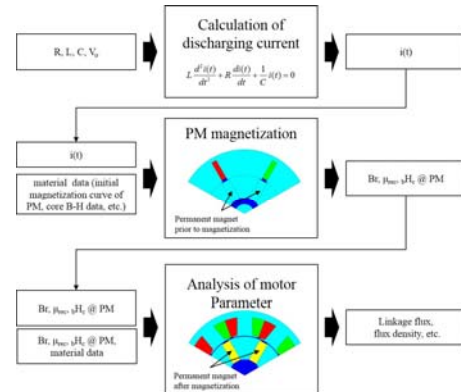 Calculation of
discharging current
R, L, C, V₀
L d²i(t)/dt² + R di(t)/dt + 1/C i(t) = 0
i(t)
i(t)
material data (initial
magnetization curve of
PM, core B-H data, etc.)
PM magnetization
Permanent magnet
prior to magnetization
Br, μrec, bHc @ PM
Br, μrec, bHc @ PM
Br, μrec, bHc @ PM,
material data
Analysis of motor
Parameter
Permanent magnet
after magnetization
Linkage flux,
flux density, etc.